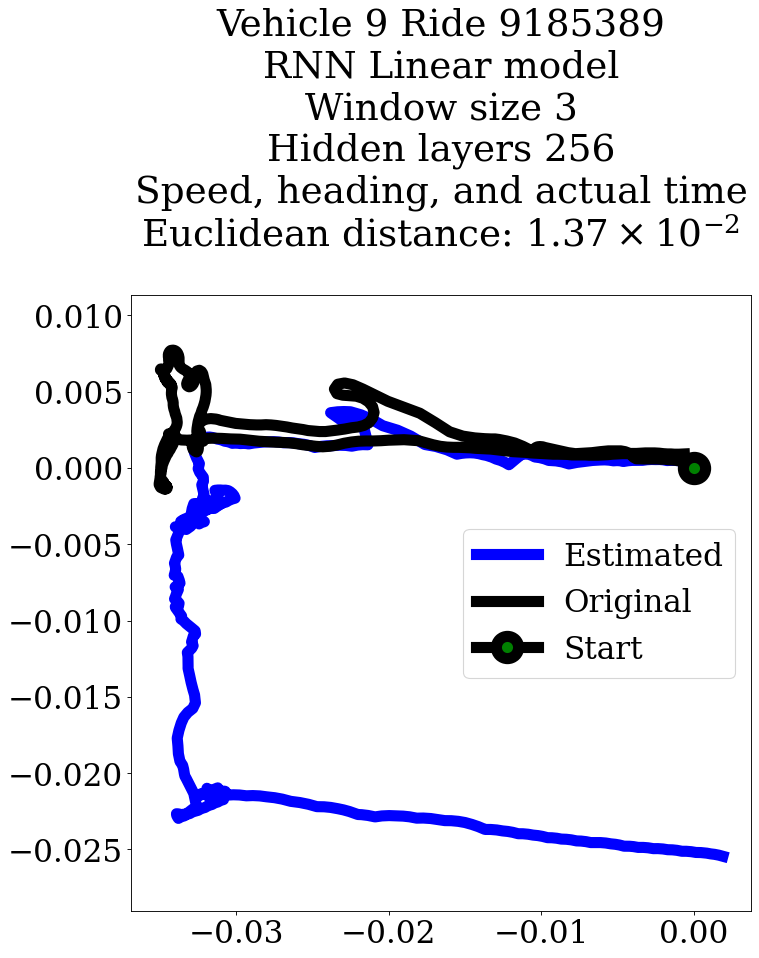 Vehicle 9 Ride 9185389
RNN Linear model
Window size 3
Hidden layers 256
Speed, heading, and actual time
Euclidean distance: 1.37 × 10⁻²
0.010
0.005
0.000
−0.005
−0.010
−0.015
−0.020
−0.025
Estimated
Original
Start
−0.03 −0.02 −0.01 0.00